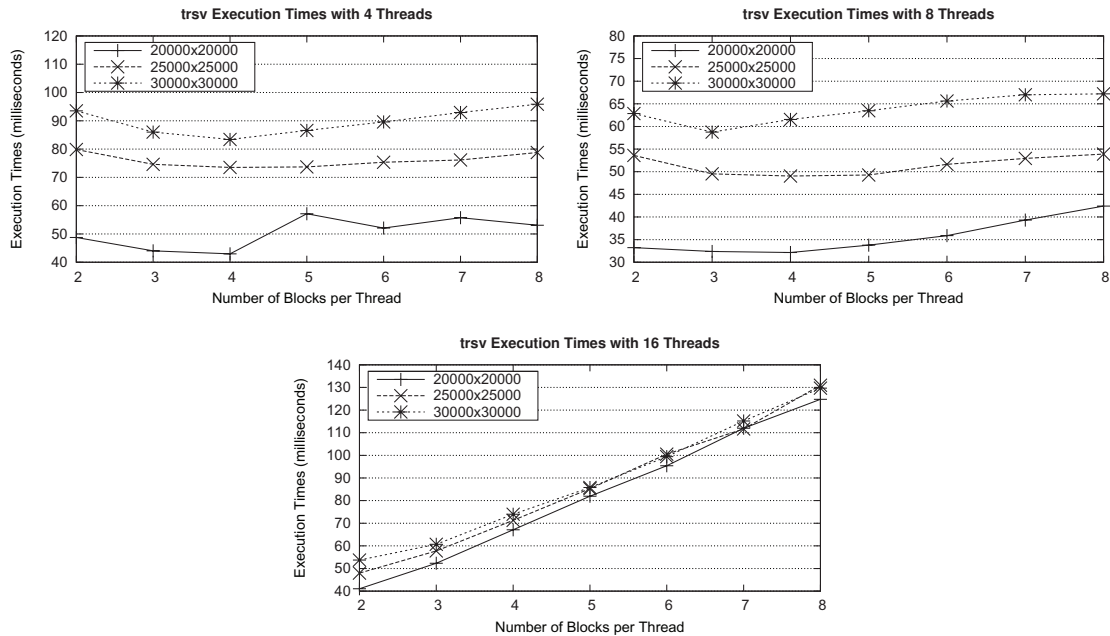 trsv Execution Times with 4 Threads
120
110
100
90
80
70
60
50
40
Execution Times (milliseconds)
20000x20000
25000x25000
30000x30000
2 3 4 5 6 7 8
Number of Blocks per Thread
trsv Execution Times with 8 Threads
80
75
70
65
60
55
50
45
40
35
30
Execution Times (milliseconds)
20000x20000
25000x25000
30000x30000
2 3 4 5 6 7 8
Number of Blocks per Thread
trsv Execution Times with 16 Threads
140
130
120
110
100
90
80
70
60
50
40
Execution Times (milliseconds)
20000x20000
25000x25000
30000x30000
2 3 4 5 6 7 8
Number of Blocks per Thread